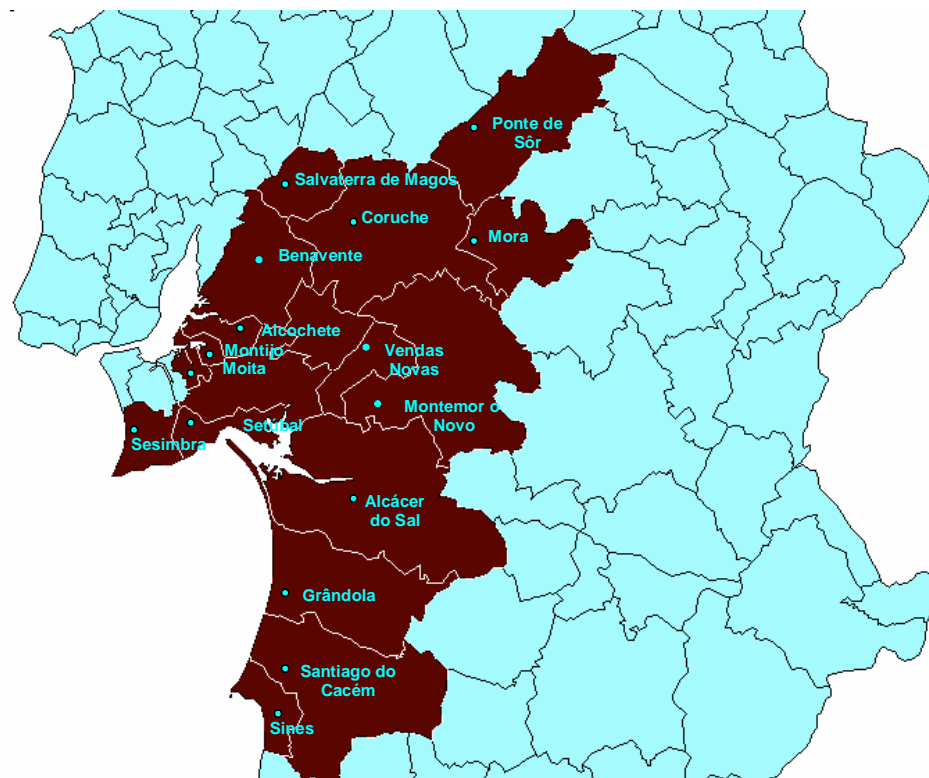 Ponte de
Sôr
Salvaterra de Magos
Coruche
Mora
Benavente
Alcochete
Montijo
Vendas
Novas
Moita
Montemor o
Novo
Setúbal
Sesimbra
Alcácer
do Sal
Grândola
Santiago do
Cacém
Sines